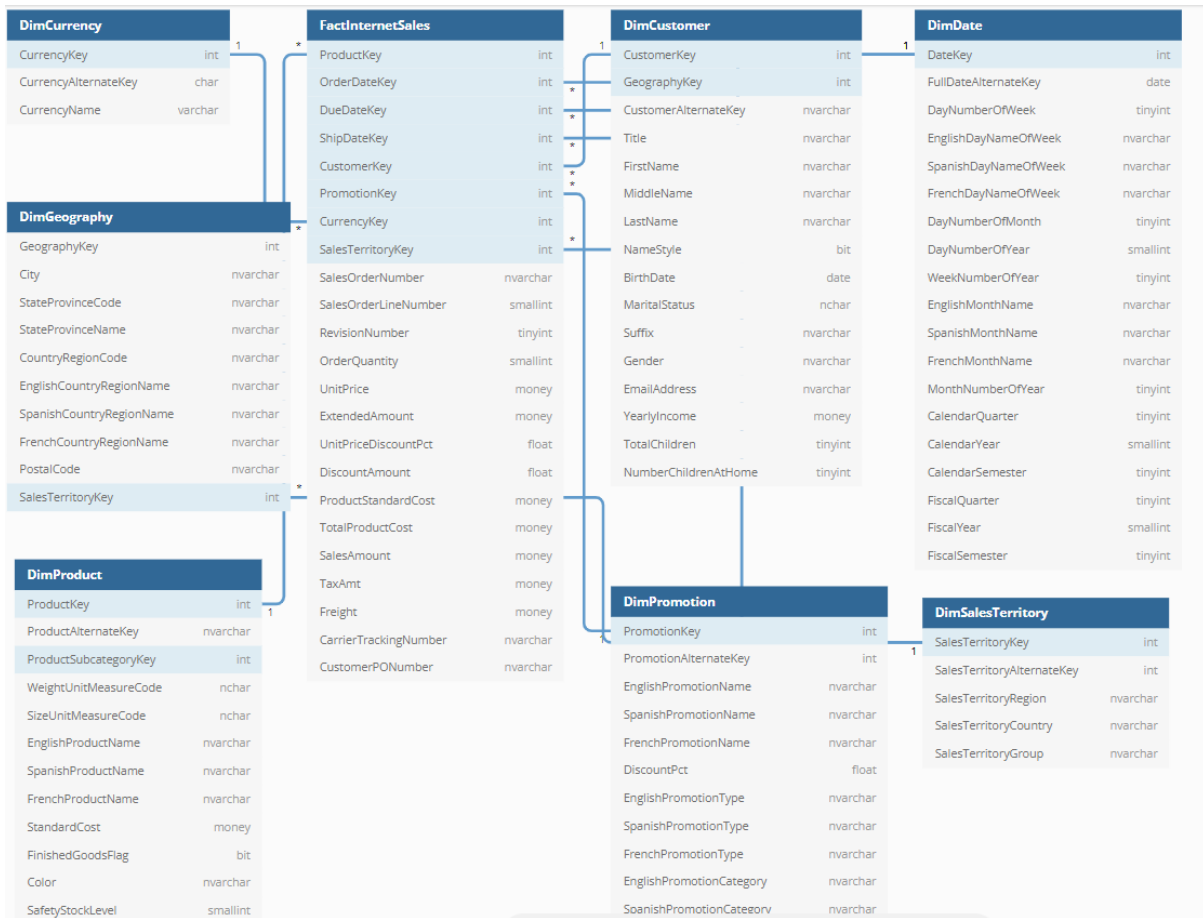 DimCurrency
CurrencyKey int
CurrencyAlternateKey char
CurrencyName varchar
1
*
FactInternetSales
ProductKey int
OrderDateKey int
*
DueDateKey int
*
ShipDateKey int
*
CustomerKey int
*
PromotionKey int
*
CurrencyKey int
*
SalesTerritoryKey int
*
SalesOrderNumber nvarchar
SalesOrderLineNumber smallint
RevisionNumber tinyint
OrderQuantity smallint
UnitPrice money
ExtendedAmount money
UnitPriceDiscountPct float
DiscountAmount float
ProductStandardCost money
TotalProductCost money
SalesAmount money
TaxAmt money
Freight money
CarrierTrackingNumber nvarchar
CustomerPONumber nvarchar
DimCustomer
1
CustomerKey int
GeographyKey int
CustomerAlternateKey nvarchar
Title nvarchar
FirstName nvarchar
MiddleName nvarchar
LastName nvarchar
NameStyle bit
BirthDate date
MaritalStatus nchar
Suffix nvarchar
Gender nvarchar
EmailAddress nvarchar
YearlyIncome money
TotalChildren tinyint
NumberChildrenAtHome tinyint
DimDate
1
DateKey int
FullDateAlternateKey date
DayNumberOfWeek tinyint
EnglishDayNameOfWeek nvarchar
SpanishDayNameOfWeek nvarchar
FrenchDayNameOfWeek nvarchar
DayNumberOfMonth tinyint
DayNumberOfYear smallint
WeekNumberOfYear tinyint
EnglishMonthName nvarchar
SpanishMonthName nvarchar
FrenchMonthName nvarchar
MonthNumberOfYear tinyint
CalendarQuarter tinyint
CalendarYear smallint
CalendarSemester tinyint
FiscalQuarter tinyint
FiscalYear smallint
FiscalSemester tinyint
DimGeography
GeographyKey int
City nvarchar
StateProvinceCode nvarchar
StateProvinceName nvarchar
CountryRegionCode nvarchar
EnglishCountryRegionName nvarchar
SpanishCountryRegionName nvarchar
FrenchCountryRegionName nvarchar
PostalCode nvarchar
SalesTerritoryKey int
*
DimProduct
ProductKey int
1
ProductAlternateKey nvarchar
ProductSubcategoryKey int
WeightUnitMeasureCode nchar
SizeUnitMeasureCode nchar
EnglishProductName nvarchar
SpanishProductName nvarchar
FrenchProductName nvarchar
StandardCost money
FinishedGoodsFlag bit
Color nvarchar
SafetyStockLevel smallint
DimPromotion
PromotionKey int
PromotionAlternateKey int
EnglishPromotionName nvarchar
SpanishPromotionName nvarchar
FrenchPromotionName nvarchar
DiscountPct float
EnglishPromotionType nvarchar
SpanishPromotionType nvarchar
FrenchPromotionType nvarchar
EnglishPromotionCategory nvarchar
SpanishPromotionCategory nvarchar
DimSalesTerritory
1
SalesTerritoryKey int
SalesTerritoryAlternateKey int
SalesTerritoryRegion nvarchar
SalesTerritoryCountry nvarchar
SalesTerritoryGroup nvarchar